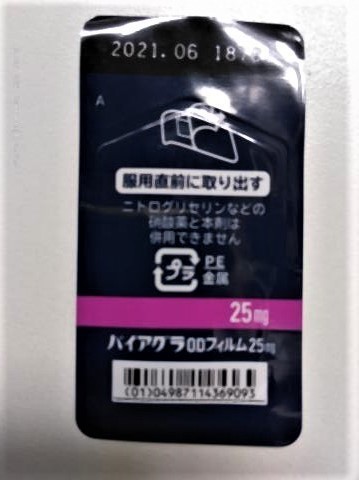 2021.06
A
服用直前に取り出す
ニトログリセリンなどの
硝酸薬と本剤は
併用できません
プラ
PE
金属
25mg
バイアグラODフィルム25mg
(01)04987114369093